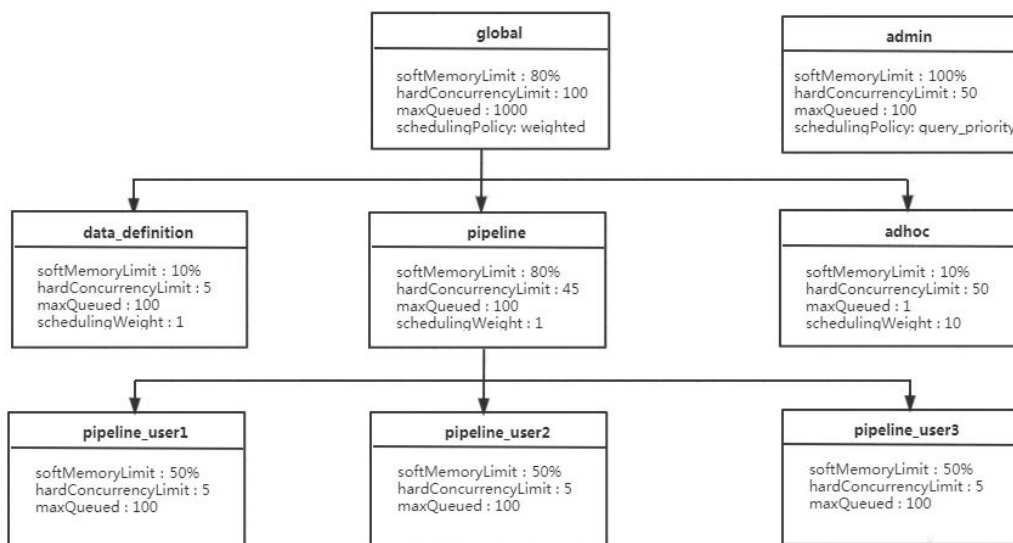 global
softMemoryLimit : 80%
hardConcurrencyLimit : 100
maxQueued : 1000
schedulingPolicy: weighted
admin
softMemoryLimit : 100%
hardConcurrencyLimit : 50
maxQueued : 100
schedulingPolicy: query_priority
data_definition
softMemoryLimit : 10%
hardConcurrencyLimit : 5
maxQueued : 100
schedulingWeight : 1
pipeline
softMemoryLimit : 80%
hardConcurrencyLimit : 45
maxQueued : 100
schedulingWeight : 1
adhoc
softMemoryLimit : 10%
hardConcurrencyLimit : 50
maxQueued : 1
schedulingWeight : 10
pipeline_user1
softMemoryLimit : 50%
hardConcurrencyLimit : 5
maxQueued : 100
pipeline_user2
softMemoryLimit : 50%
hardConcurrencyLimit : 5
maxQueued : 100
pipeline_user3
softMemoryLimit : 50%
hardConcurrencyLimit : 5
maxQueued : 100